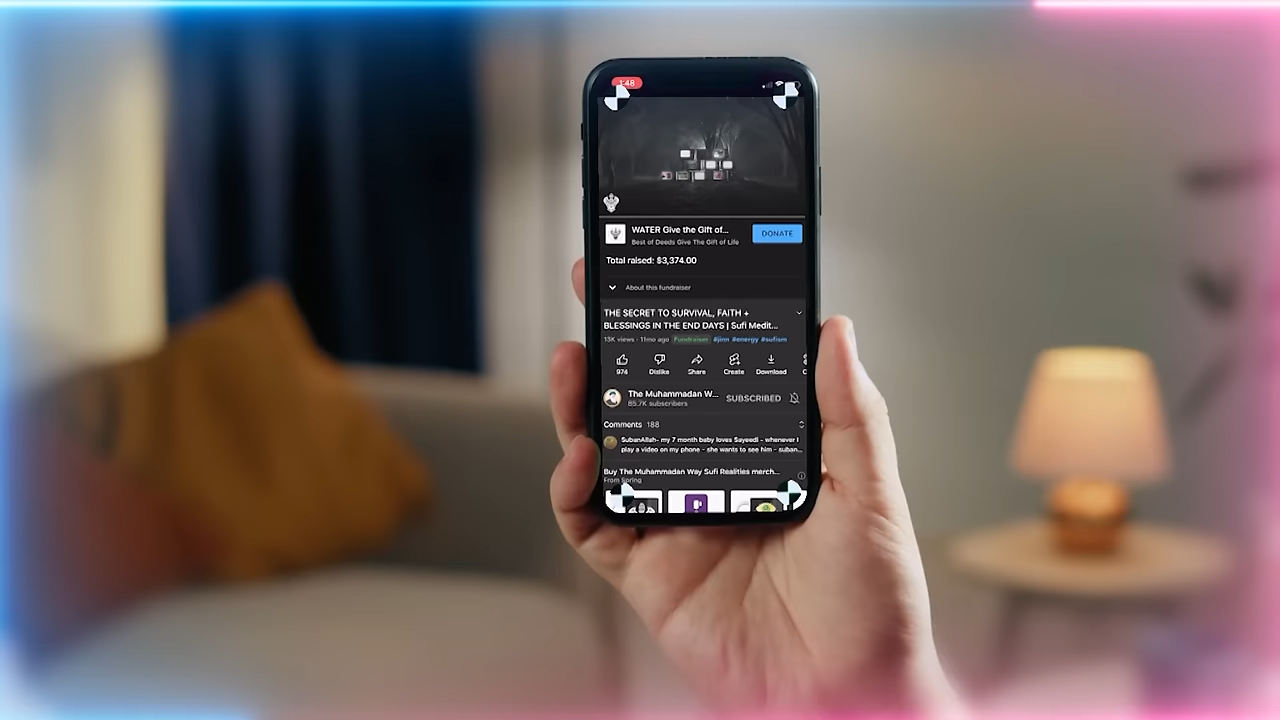 1:48
WATER Give the Gift of...
Best of Deeds Give The Gift of Life
DONATE
Total raised: $3,374.00
About this fundraiser
THE SECRET TO SURVIVAL, FAITH +
BLESSINGS IN THE END DAYS | Sufi Medit...
13K views · 11mo ago Fundraiser #jinn #energy #sufism
974 Dislike Share Create Download
The Muhammadan W... SUBSCRIBED
85.7K subscribers
Comments 188
SubanAllah- my 7 month baby loves Sayeedi - whenever I
play a video on my phone - she wants to see him - suban...
Buy The Muhammadan Way Sufi Realities merch...
From Spring